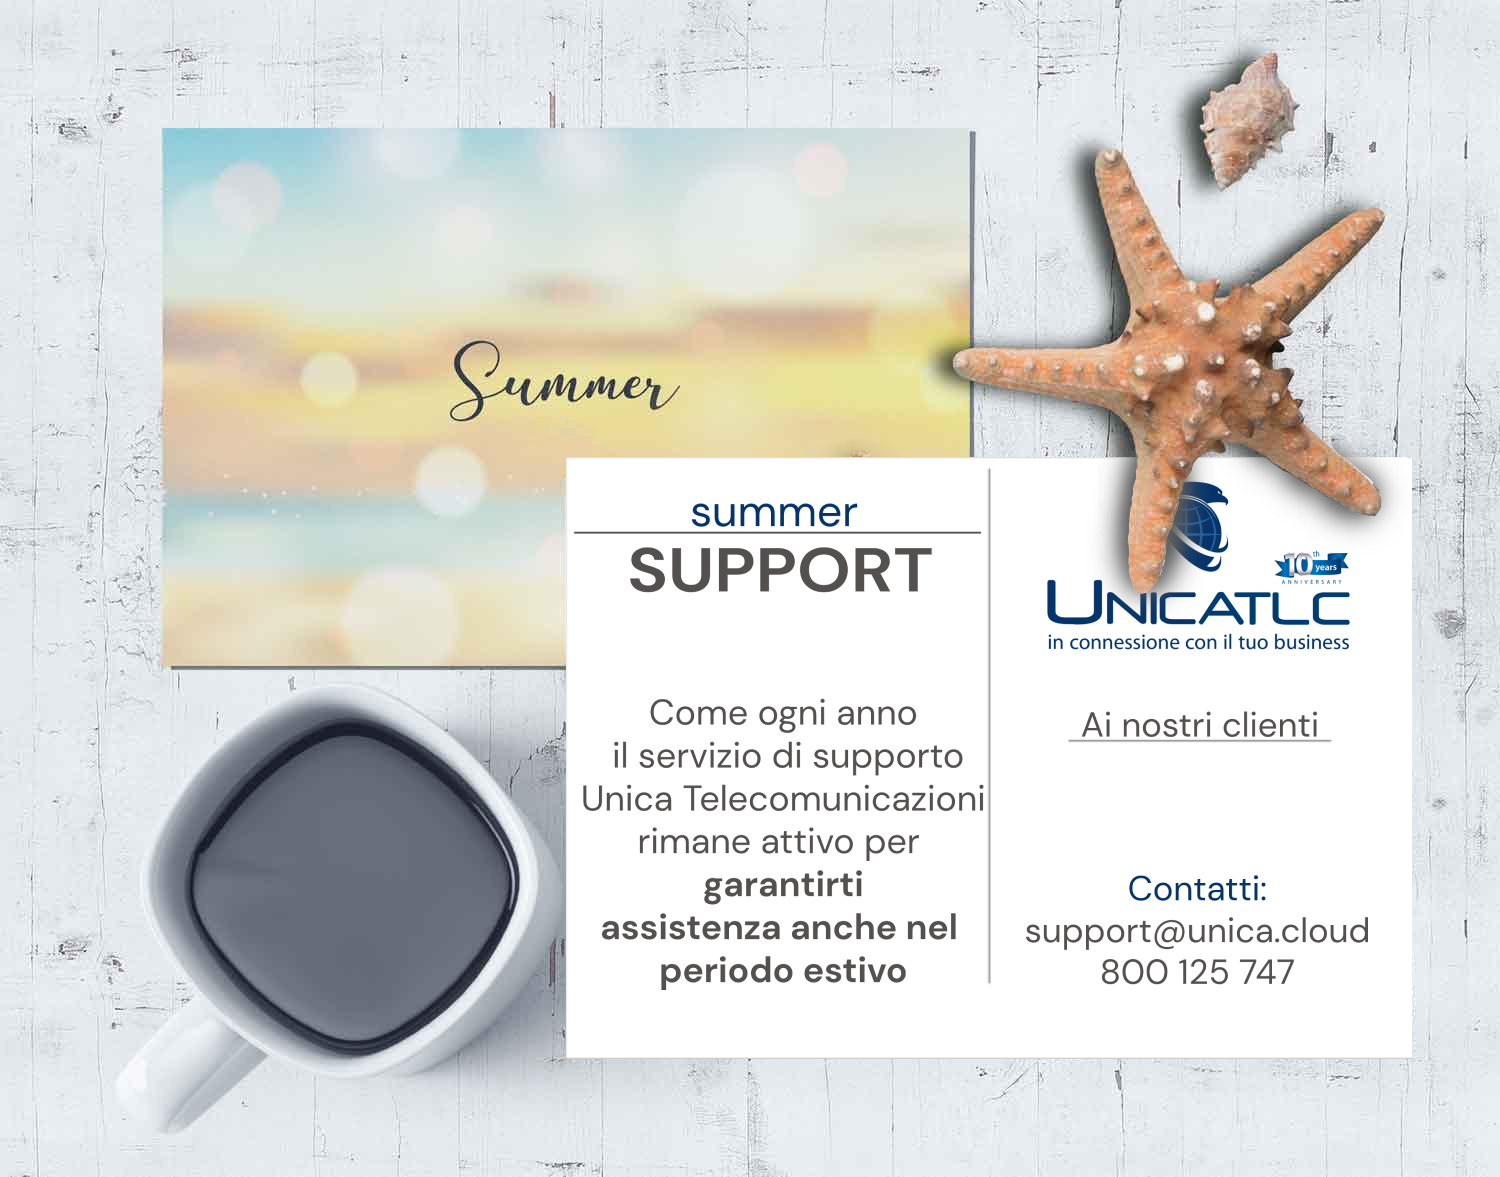 Summer
summer
SUPPORT
Come ogni anno
il servizio di supporto
Unica Telecomunicazioni
rimane attivo per
garantirti
assistenza anche nel
periodo estivo
10th years
ANNIVERSARY
UNICATLC
in connessione con il tuo business
Ai nostri clienti
Contatti:
support@unica.cloud
800 125 747